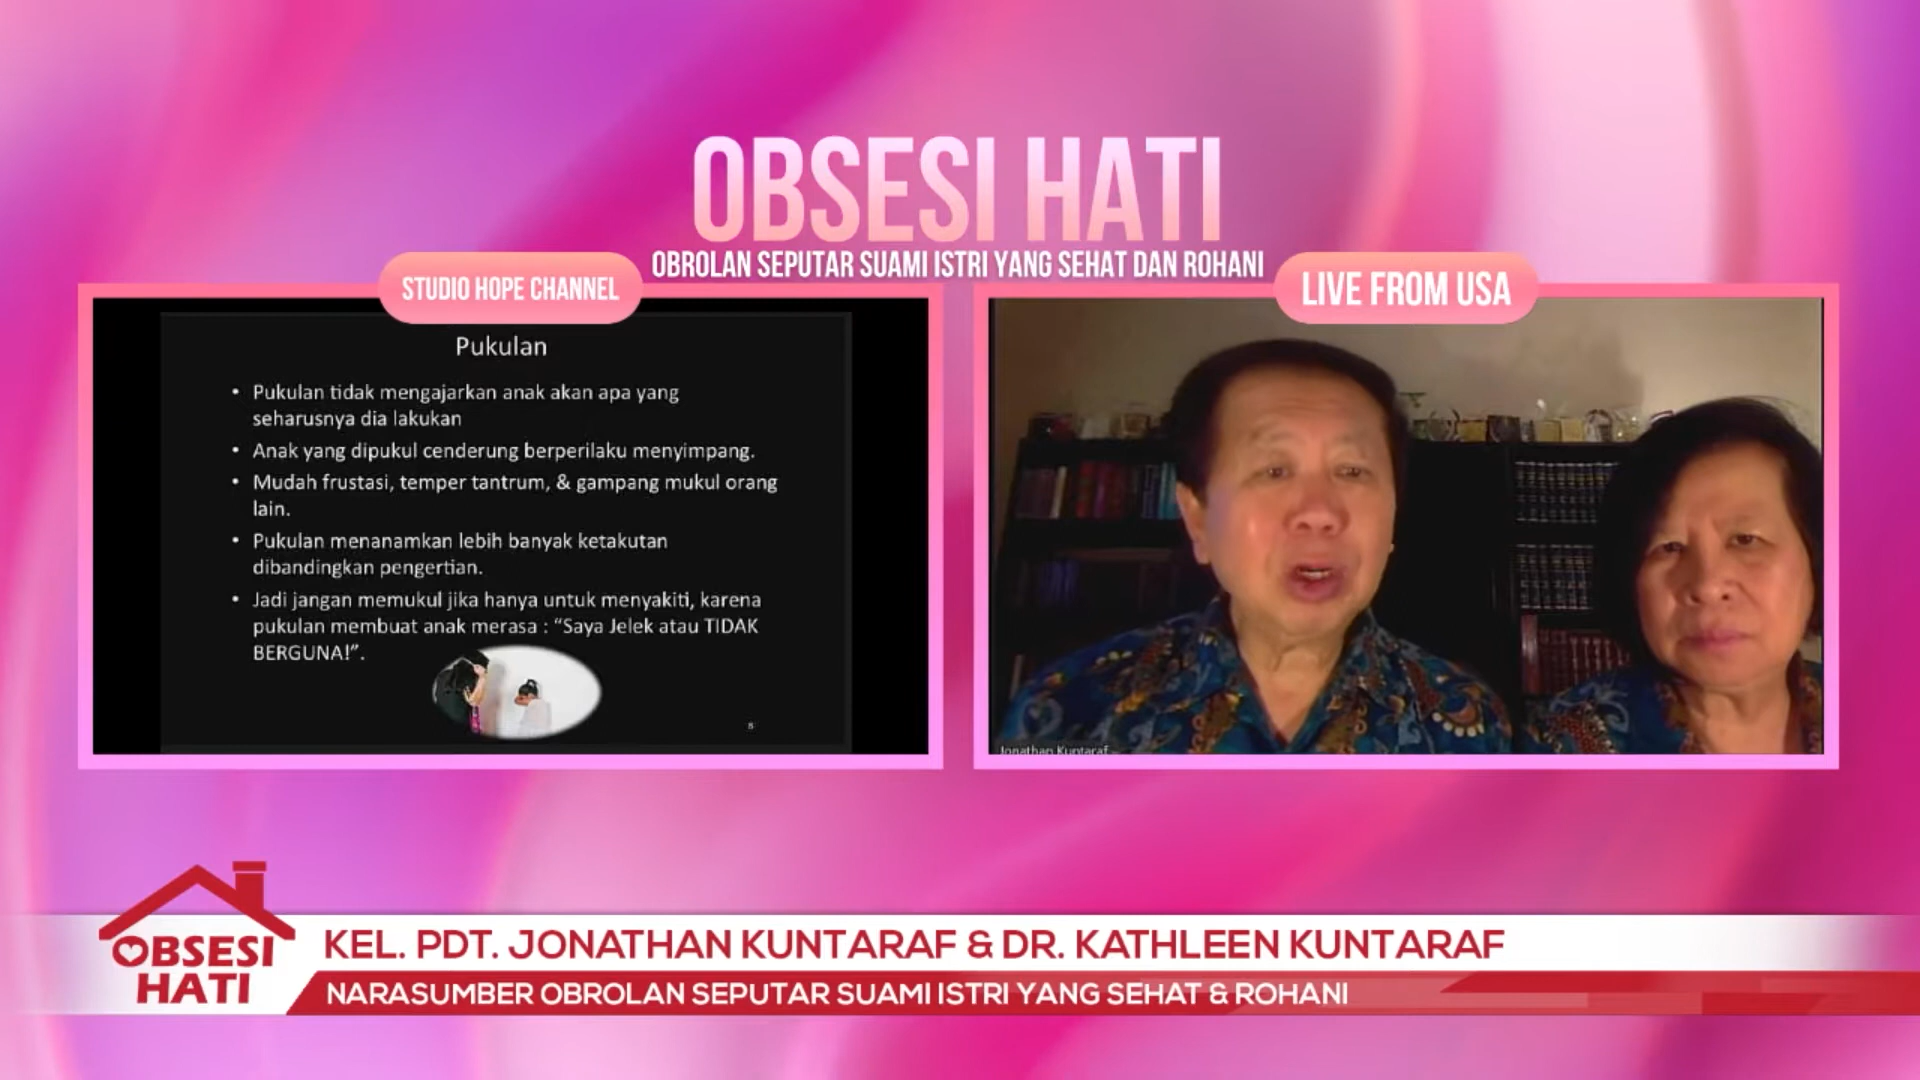 OBSESI HATI
OBROLAN SEPUTAR SUAMI ISTRI YANG SEHAT DAN ROHANI
STUDIO HOPE CHANNEL
LIVE FROM USA
Pukulan
• Pukulan tidak mengajarkan anak akan apa yang
seharusnya dia lakukan
• Anak yang dipukul cenderung berperilaku menyimpang.
• Mudah frustasi, temper tantrum, & gampang mukul orang
lain.
• Pukulan menanamkan lebih banyak ketakutan
dibandingkan pengertian.
• Jadi jangan memukul jika hanya untuk menyakiti, karena
pukulan membuat anak merasa : “Saya Jelek atau TIDAK
BERGUNA!”.
Jonathan Kuntaraf
OBSESI
HATI
KEL. PDT. JONATHAN KUNTARAF & DR. KATHLEEN KUNTARAF
NARASUMBER OBROLAN SEPUTAR SUAMI ISTRI YANG SEHAT & ROHANI